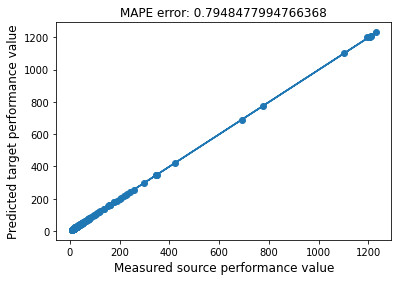 MAPE error: 0.7948477994766368
Predicted target performance value
1200
1000
800
600
400
200
0
0 200 400 600 800 1000 1200
Measured source performance value